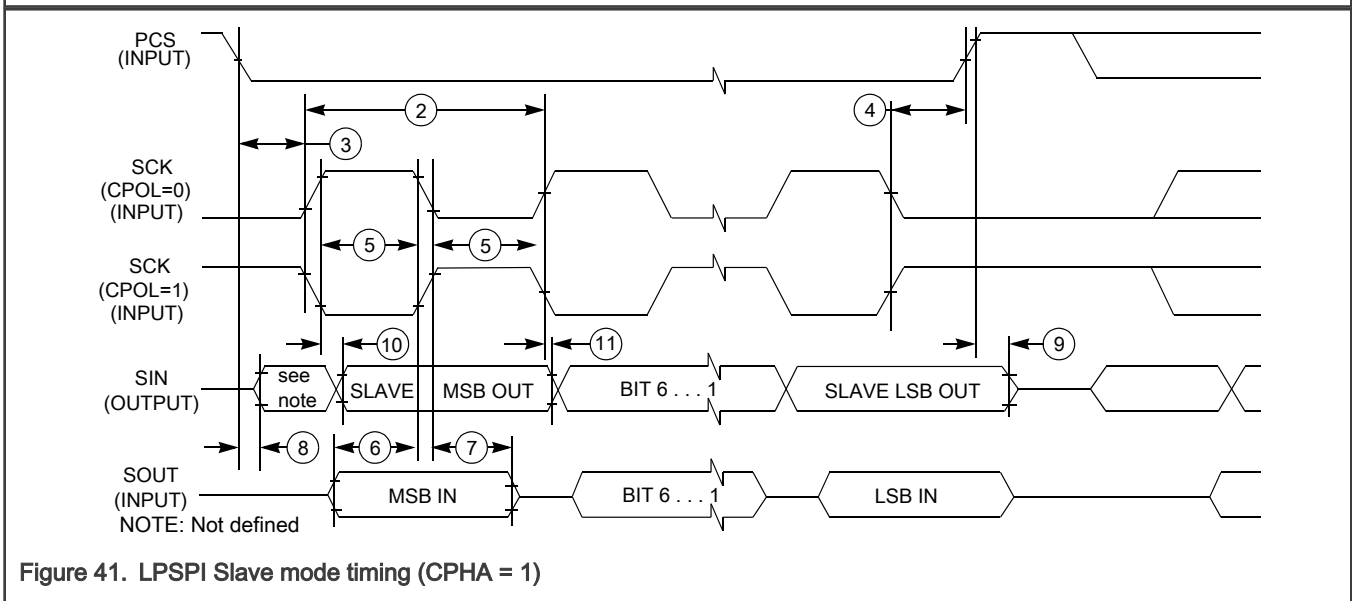 PCS
(INPUT)
2
4
3
SCK
(CPOL=0)
(INPUT)
5
5
SCK
(CPOL=1)
(INPUT)
10
11
9
SIN
(OUTPUT)
see
note
SLAVE
MSB OUT
BIT 6 . . . 1
SLAVE LSB OUT
8
6
7
SOUT
(INPUT)
MSB IN
BIT 6 . . . 1
LSB IN
NOTE: Not defined
Figure 41. LPSPI Slave mode timing (CPHA = 1)